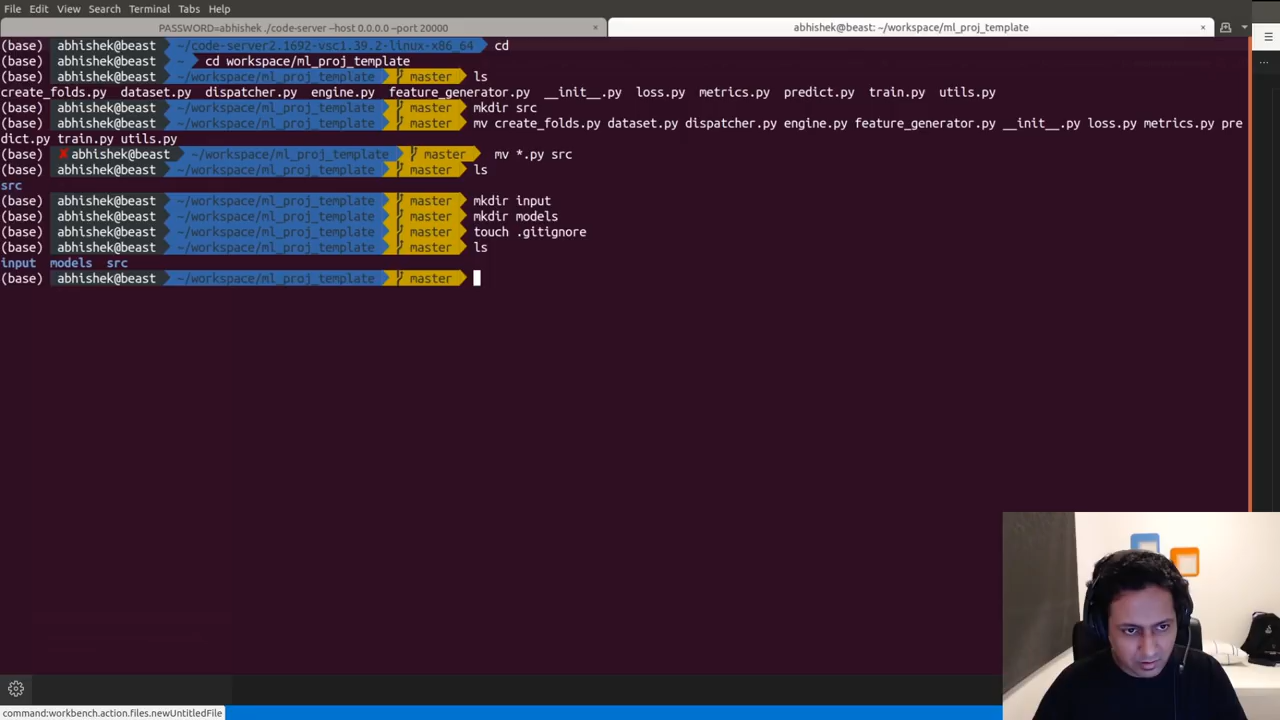 File Edit View Search Terminal Tabs Help
PASSWORD=abhishek ./code-server --host 0.0.0.0 --port 20000 × abhishek@beast: ~/workspace/ml_proj_template ×
(base) abhishek@beast ~/code-server2.1692-vsc1.39.2-linux-x86_64 cd
(base) abhishek@beast ~ cd workspace/ml_proj_template
(base) abhishek@beast ~/workspace/ml_proj_template master ls
create_folds.py dataset.py dispatcher.py engine.py feature_generator.py __init__.py loss.py metrics.py predict.py train.py utils.py
(base) abhishek@beast ~/workspace/ml_proj_template master mkdir src
(base) abhishek@beast ~/workspace/ml_proj_template master mv create_folds.py dataset.py dispatcher.py engine.py feature_generator.py __init__.py loss.py metrics.py pre
dict.py train.py utils.py
(base) ✘ abhishek@beast ~/workspace/ml_proj_template master mv *.py src
(base) abhishek@beast ~/workspace/ml_proj_template master ls
src
(base) abhishek@beast ~/workspace/ml_proj_template master mkdir input
(base) abhishek@beast ~/workspace/ml_proj_template master mkdir models
(base) abhishek@beast ~/workspace/ml_proj_template master touch .gitignore
(base) abhishek@beast ~/workspace/ml_proj_template master ls
input models src
(base) abhishek@beast ~/workspace/ml_proj_template master
command:workbench.action.files.newUntitledFile